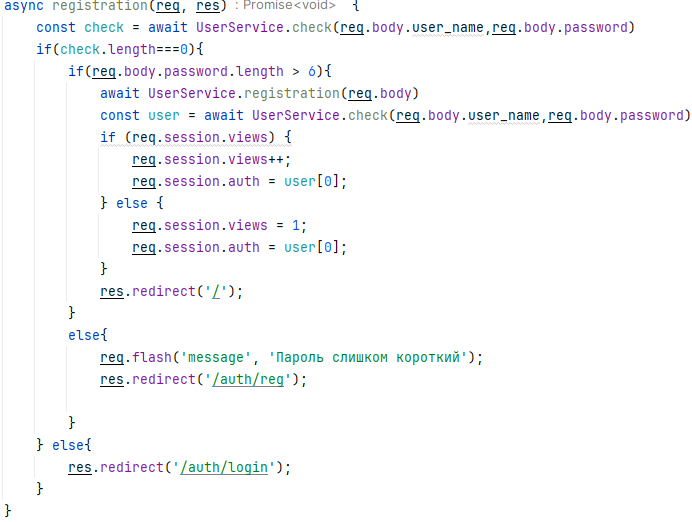 async registration(req, res) : Promise<void>  {
    const check = await UserService.check(req.body.user_name,req.body.password)
    if(check.length===0){
        if(req.body.password.length > 6){
            await UserService.registration(req.body)
            const user = await UserService.check(req.body.user_name,req.body.password)
            if (req.session.views) {
                req.session.views++;
                req.session.auth = user[0];
            } else {
                req.session.views = 1;
                req.session.auth = user[0];
            }
            res.redirect('/');
        }
        else{
            req.flash('message', 'Пароль слишком короткий');
            res.redirect('/auth/reg');
        }
    } else{
        res.redirect('/auth/login');
    }
}